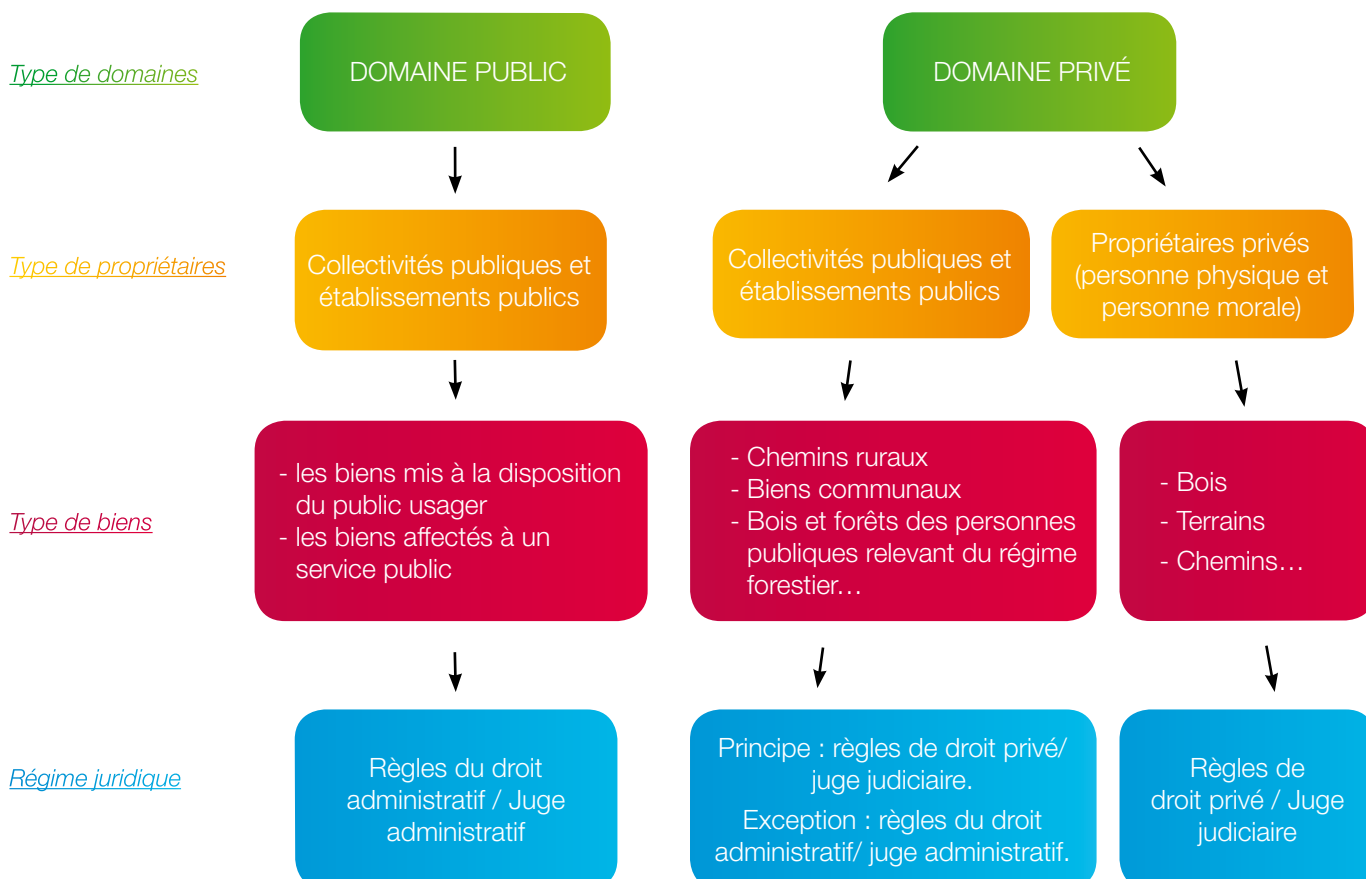 Type de domaines
DOMAINE PUBLIC
DOMAINE PRIVÉ
Type de propriétaires
Collectivités publiques et
établissements publics
Collectivités publiques et
établissements publics
Propriétaires privés
(personne physique et
personne morale)
Type de biens
- les biens mis à la disposition
du public usager
- les biens affectés à un
service public
- Chemins ruraux
- Biens communaux
- Bois et forêts des personnes
publiques relevant du régime
forestier…
- Bois
- Terrains
- Chemins…
Régime juridique
Règles du droit
administratif / Juge
administratif
Principe : règles de droit privé/
juge judiciaire.
Exception : règles du droit
administratif/ juge administratif.
Règles de
droit privé / Juge
judiciaire